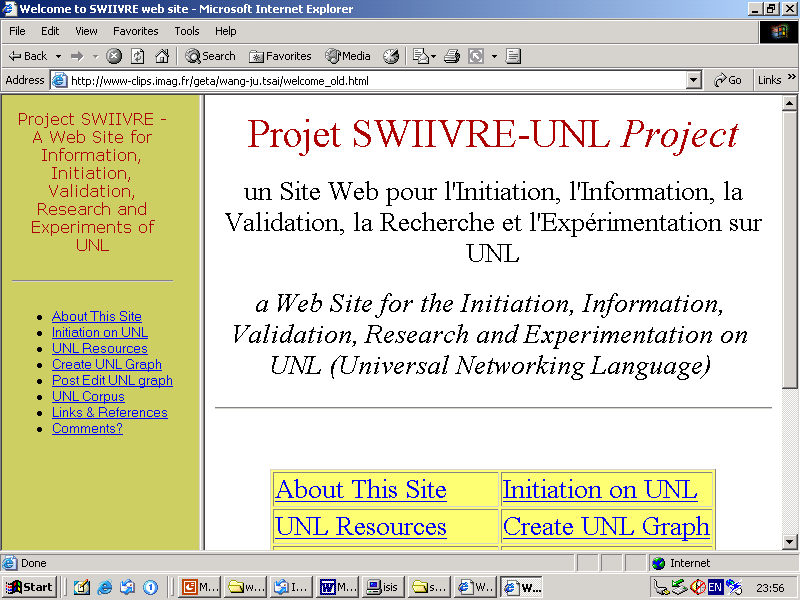 Welcome to SWIIVRE web site - Microsoft Internet Explorer
File Edit View Favorites Tools Help
Back Search Favorites Media
Address http://www-clips.imag.fr/geta/wang-ju.tsai/welcome_old.html Go Links »
Project SWIIVRE -
A Web Site for
Information,
Initiation,
Validation,
Research and
Experiments of
UNL
About This Site
Initiation on UNL
UNL Resources
Create UNL Graph
Post Edit UNL graph
UNL Corpus
Links & References
Comments?
Projet SWIIVRE-UNL Project
un Site Web pour l'Initiation, l'Information, la
Validation, la Recherche et l'Expérimentation sur
UNL
a Web Site for the Initiation, Information,
Validation, Research and Experimentation on
UNL (Universal Networking Language)
About This Site Initiation on UNL
UNL Resources Create UNL Graph
Done Internet
Start M... w... I... M... isis s... W... W... EN 23:56